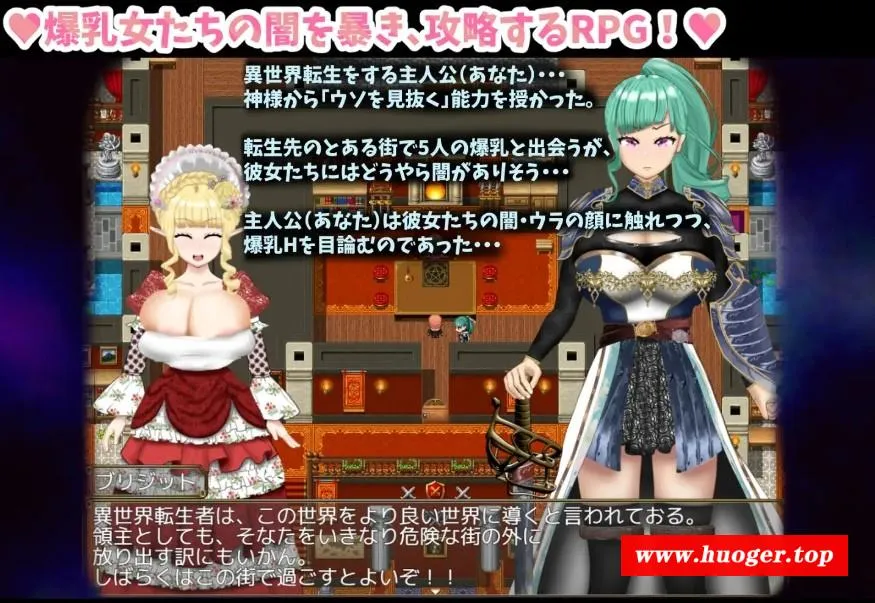 ♥爆乳女たちの闇を暴き、攻略するRPG！♥
異世界転生をする主人公(あなた)・・・
神様から「ウソを見抜く」能力を授かった。
転生先のとある街で5人の爆乳と出会うが、
彼女たちにはどうやら闇がありそう・・・
主人公(あなた)は彼女たちの闇・ウラの顔に触れつつ、
爆乳Hを目論むのであった・・・
ブリジット
異世界転生者は、この世界をより良い世界に導くと言われておる。
領主としても、そなたをいきなり危険な街の外に
放り出す訳にもいかん。
しばらくはこの街で過ごすとよいぞ！！
www.huoger.top